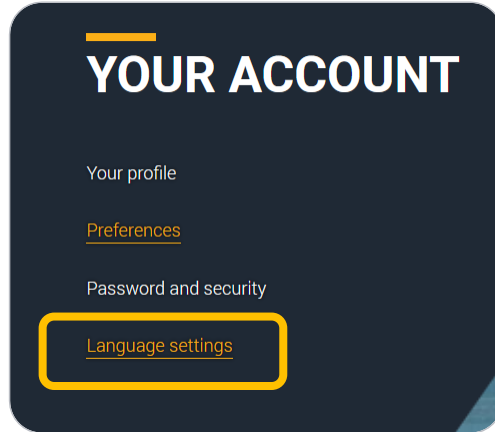 YOUR ACCOUNT
Your profile
Preferences
Password and security
Language settings